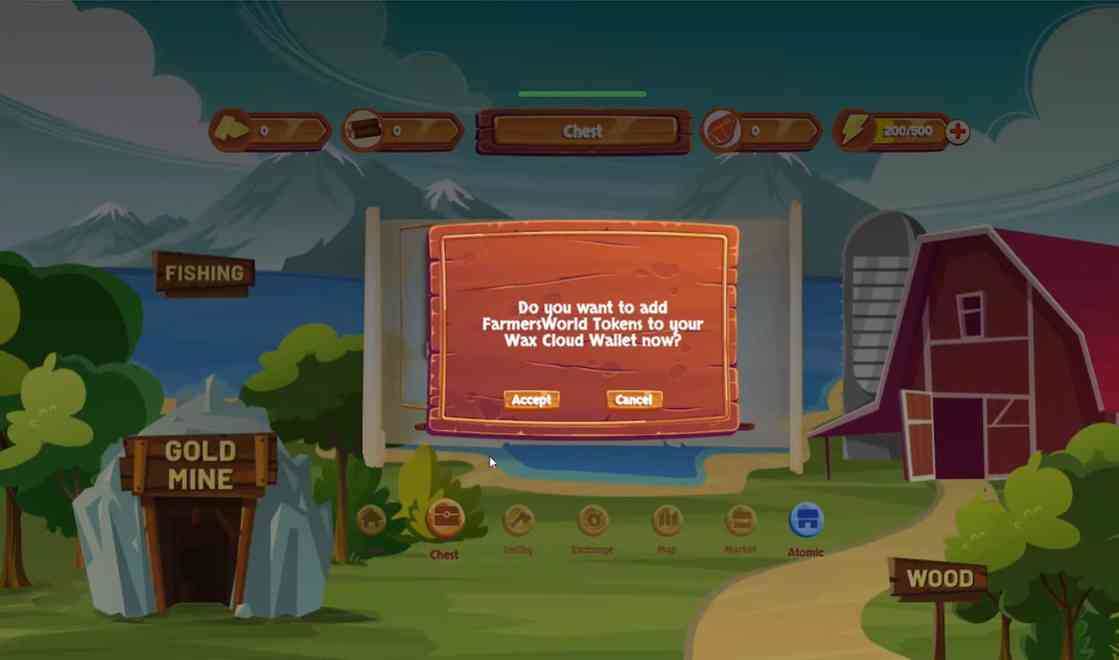 0
0
Chest
0
200/500
FISHING
Do you want to add
FarmersWorld Tokens to your
Wax Cloud Wallet now?
Accept
Cancel
GOLD
MINE
Chest
Exchange
Map
Market
Atomic
WOOD